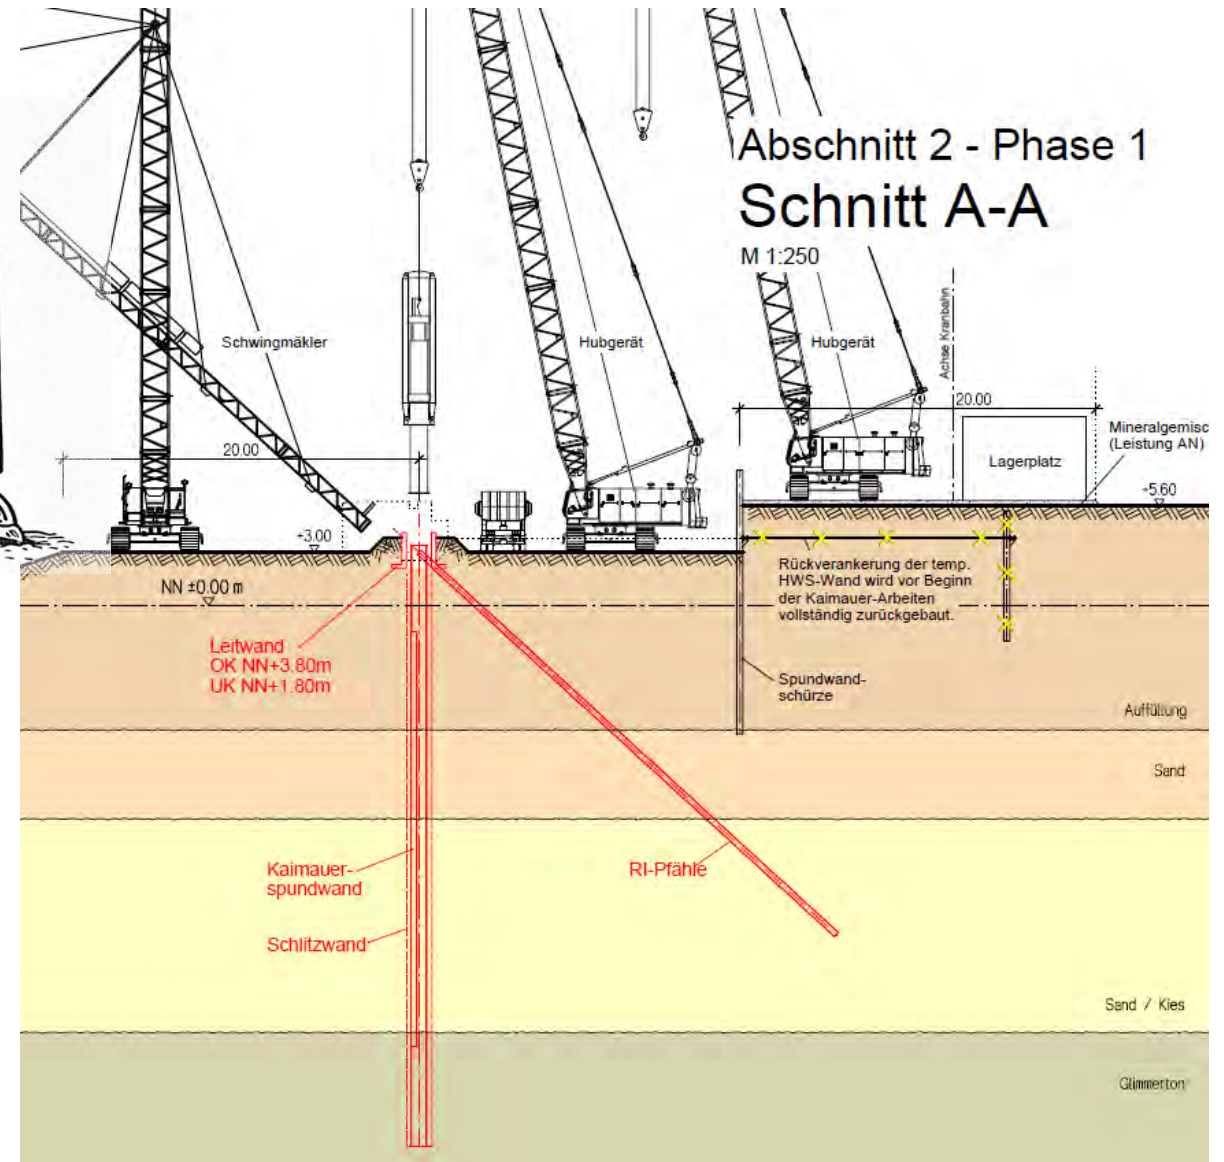 Abschnitt 2 - Phase 1
Schnitt A-A
M 1:250
Achse Kranbahn
Schwingmäkler
Hubgerät
Hubgerät
20.00
20.00
Mineralgemisc
(Leistung AN)
Lagerplatz
+5.60
+3.00
NN ±0.00 m
Rückverankerung der temp.
HWS-Wand wird vor Beginn
der Kaimauer-Arbeiten
vollständig zurückgebaut.
Leitwand
OK NN+3.80m
UK NN+1.80m
Spundwand-
schürze
Auffüllung
Sand
Kaimauer-
spundwand
RI-Pfähle
Schlitzwand
Sand / Kies
Glimmerton